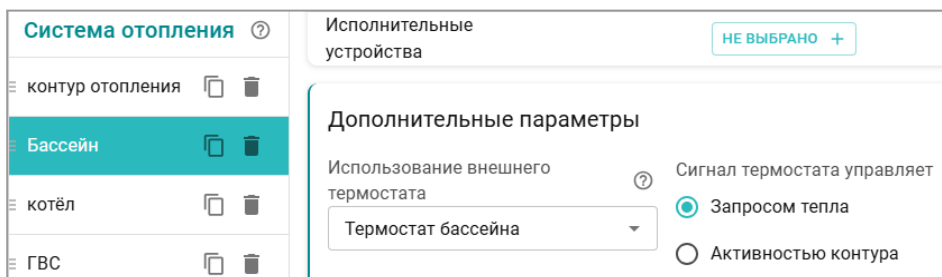 Система отопления
контур отопления
Бассейн
котёл
ГВС
Исполнительные
устройства
НЕ ВЫБРАНО +
Дополнительные параметры
Использование внешнего
термостата
Термостат бассейна
Сигнал термостата управляет
Запросом тепла
Активностью контура